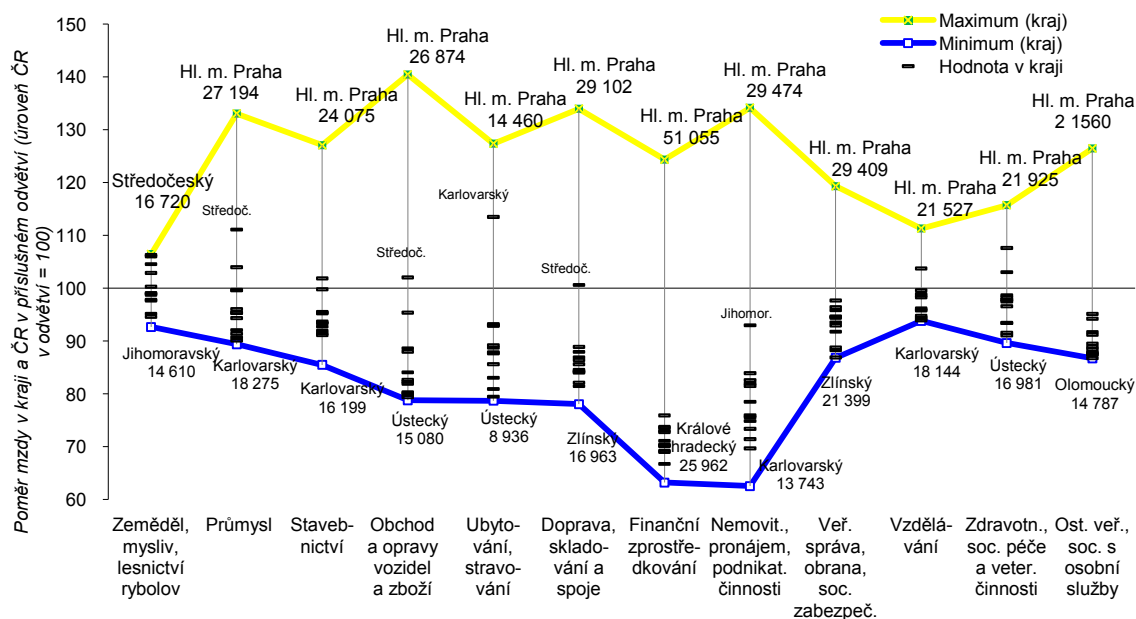 Poměr mzdy v kraji a ČR v příslušném odvětví (úroveň ČR
v odvětví = 100)
150
140
130
120
110
100
90
80
70
60
Maximum (kraj)
Minimum (kraj)
Hodnota v kraji
Středočeský
16 720
Hl. m. Praha
27 194
Hl. m. Praha
24 075
Hl. m. Praha
26 874
Hl. m. Praha
14 460
Hl. m. Praha
29 102
Hl. m. Praha
51 055
Hl. m. Praha
29 474
Hl. m. Praha
29 409
Hl. m. Praha
21 527
Hl. m. Praha
21 925
Hl. m. Praha
2 1560
Středoč.
Středoč.
Karlovarský
Středoč.
Jihomor.
Jihomoravský
14 610
Karlovarský
18 275
Karlovarský
16 199
Ústecký
15 080
Ústecký
8 936
Zlínský
16 963
Králové
hradecký
25 962
Karlovarský
13 743
Zlínský
21 399
Karlovarský
18 144
Ústecký
16 981
Olomoucký
14 787
Zeměděl,
mysliv,
lesnictví
rybolov
Průmysl
Staveb-
nictví
Obchod
a opravy
vozidel
a zboží
Ubyto-
vání,
stravo-
vání
Doprava,
sklado-
vání a
spoje
Finanční
zprostře-
dkování
Nemovit.,
pronájem,
podnikat.
činnosti
Veř.
správa,
obrana,
soc.
zabezpeč.
Vzdělá-
vání
Zdravotn.,
soc. péče
a veter.
činnosti
Ost. veř.,
soc. s
osobní
služby